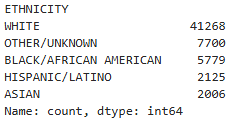 ETHNICITY
WHITE 41268
OTHER/UNKNOWN 7700
BLACK/AFRICAN AMERICAN 5779
HISPANIC/LATINO 2125
ASIAN 2006
Name: count, dtype: int64